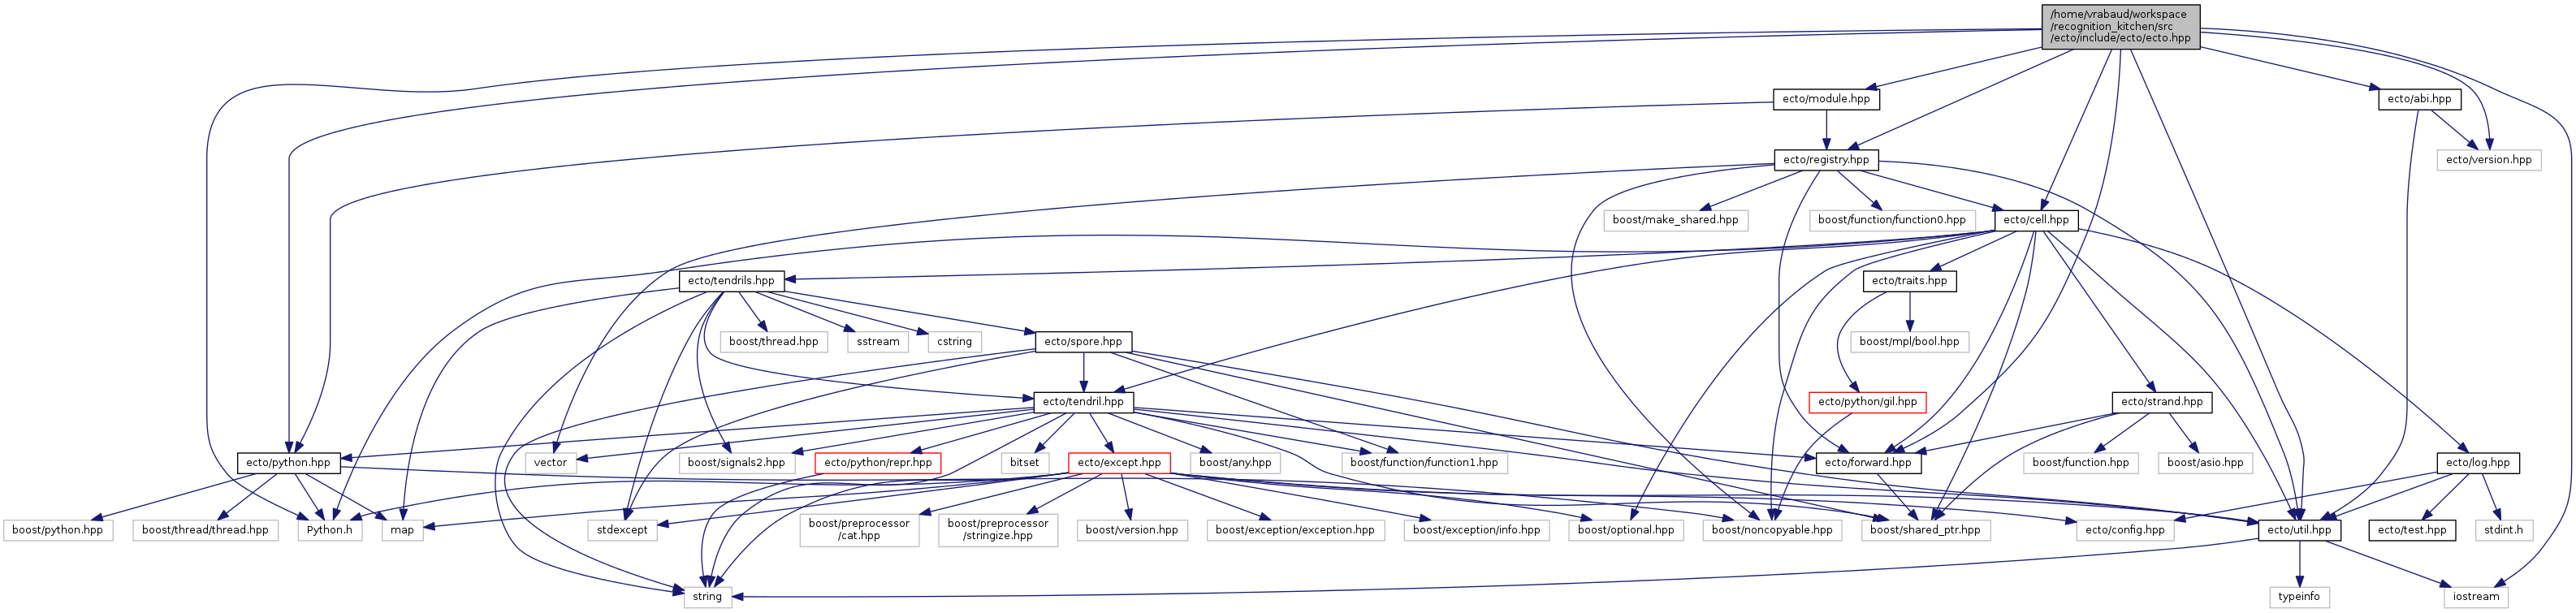 /home/vrabaud/workspace
/recognition_kitchen/src
/ecto/include/ecto/ecto.hpp
ecto/module.hpp
ecto/abi.hpp
ecto/registry.hpp
ecto/version.hpp
boost/make_shared.hpp
boost/function/function0.hpp
ecto/cell.hpp
ecto/tendrils.hpp
ecto/traits.hpp
boost/thread.hpp
sstream
cstring
ecto/spore.hpp
boost/mpl/bool.hpp
ecto/tendril.hpp
ecto/python/gil.hpp
ecto/strand.hpp
ecto/python.hpp
vector
boost/signals2.hpp
ecto/python/repr.hpp
bitset
ecto/except.hpp
boost/any.hpp
boost/function/function1.hpp
ecto/forward.hpp
boost/function.hpp
boost/asio.hpp
ecto/log.hpp
boost/python.hpp
boost/thread/thread.hpp
Python.h
map
stdexcept
boost/preprocessor
/cat.hpp
boost/preprocessor
/stringize.hpp
boost/version.hpp
boost/exception/exception.hpp
boost/exception/info.hpp
boost/optional.hpp
boost/noncopyable.hpp
boost/shared_ptr.hpp
ecto/config.hpp
ecto/util.hpp
ecto/test.hpp
stdint.h
string
typeinfo
iostream